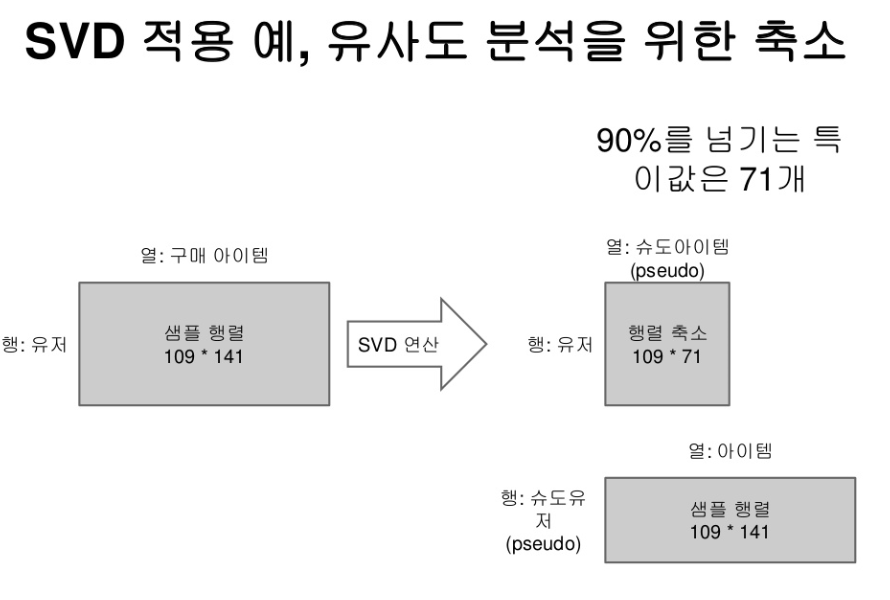 SVD 적용 예, 유사도 분석을 위한 축소
90%를 넘기는 특
이값은 71개
열: 구매 아이템
행: 유저
샘플 행렬
109 * 141
SVD 연산
열: 슈도아이템
(pseudo)
행: 유저
행렬 축소
109 * 71
열: 아이템
행: 슈도유
저
(pseudo)
샘플 행렬
109 * 141